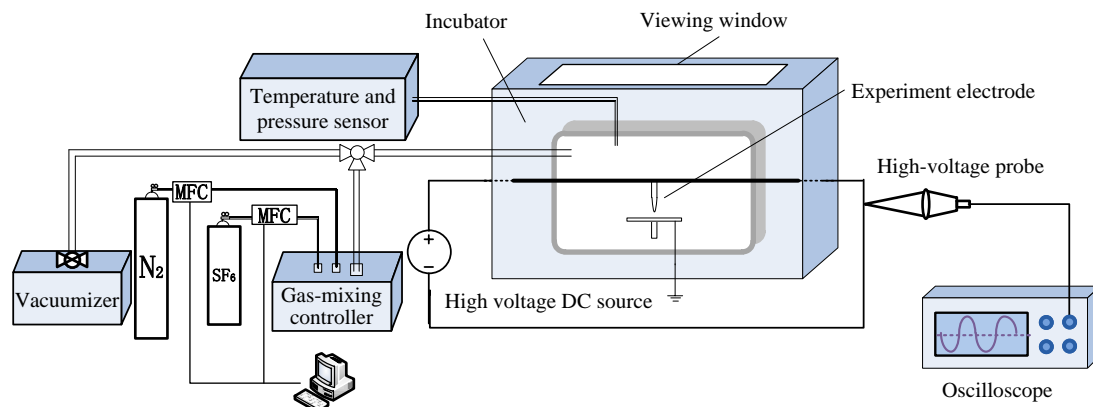 Viewing window
Incubator
Temperature and
pressure sensor
Experiment electrode
High-voltage probe
MFC
MFC
N2
SF6
+
−
Vacuumizer
Gas-mixing
controller
High voltage DC source
Oscilloscope